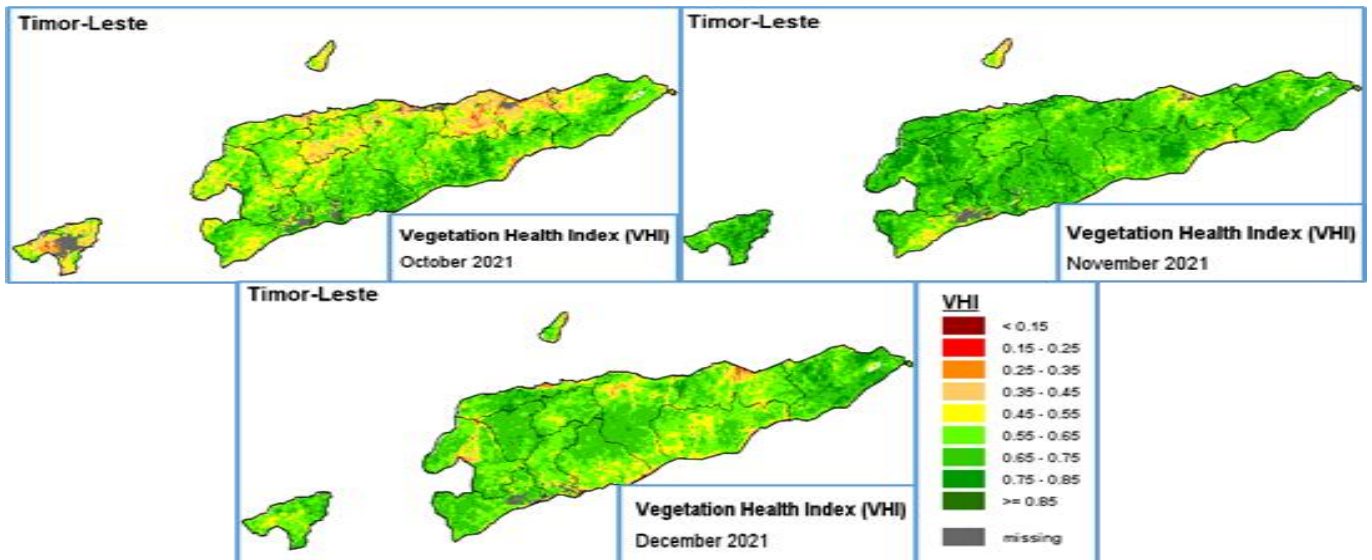 Timor-Leste
Vegetation Health Index (VHI)
October 2021
Timor-Leste
Vegetation Health Index (VHI)
November 2021
Timor-Leste
Vegetation Health Index (VHI)
December 2021
VHI
< 0.15
0.15 - 0.25
0.25 - 0.35
0.35 - 0.45
0.45 - 0.55
0.55 - 0.65
0.65 - 0.75
0.75 - 0.85
>= 0.85
missing